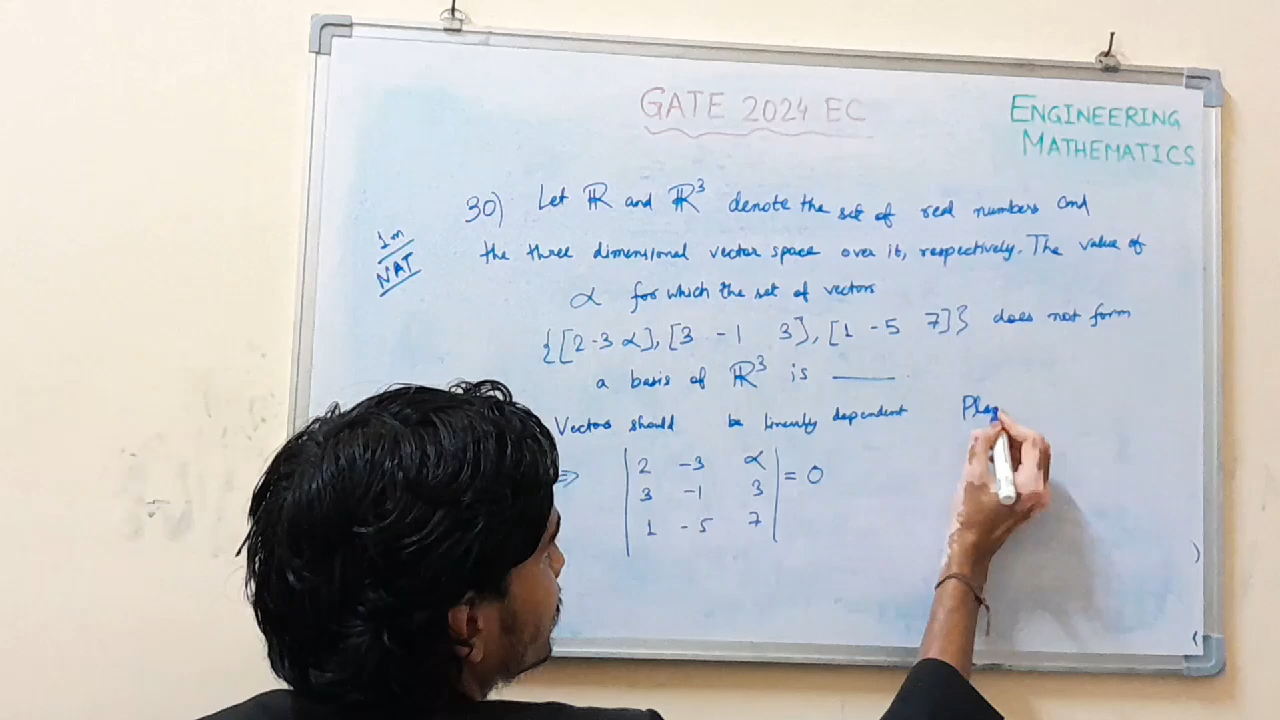 GATE 2024 EC
ENGINEERING
MATHEMATICS
1m
NAT
30) Let ℝ and ℝ³ denote the set of real numbers and
the three dimensional vector space over it, respectively. The value of
α for which the set of vectors
{[2 -3 α], [3 -1 3], [1 -5 7]} does not form
a basis of ℝ³ is ____
Vectors should be linearly dependent
⇒ | 2 -3 α |
| 3 -1 3 | = 0
| 1 -5 7 |